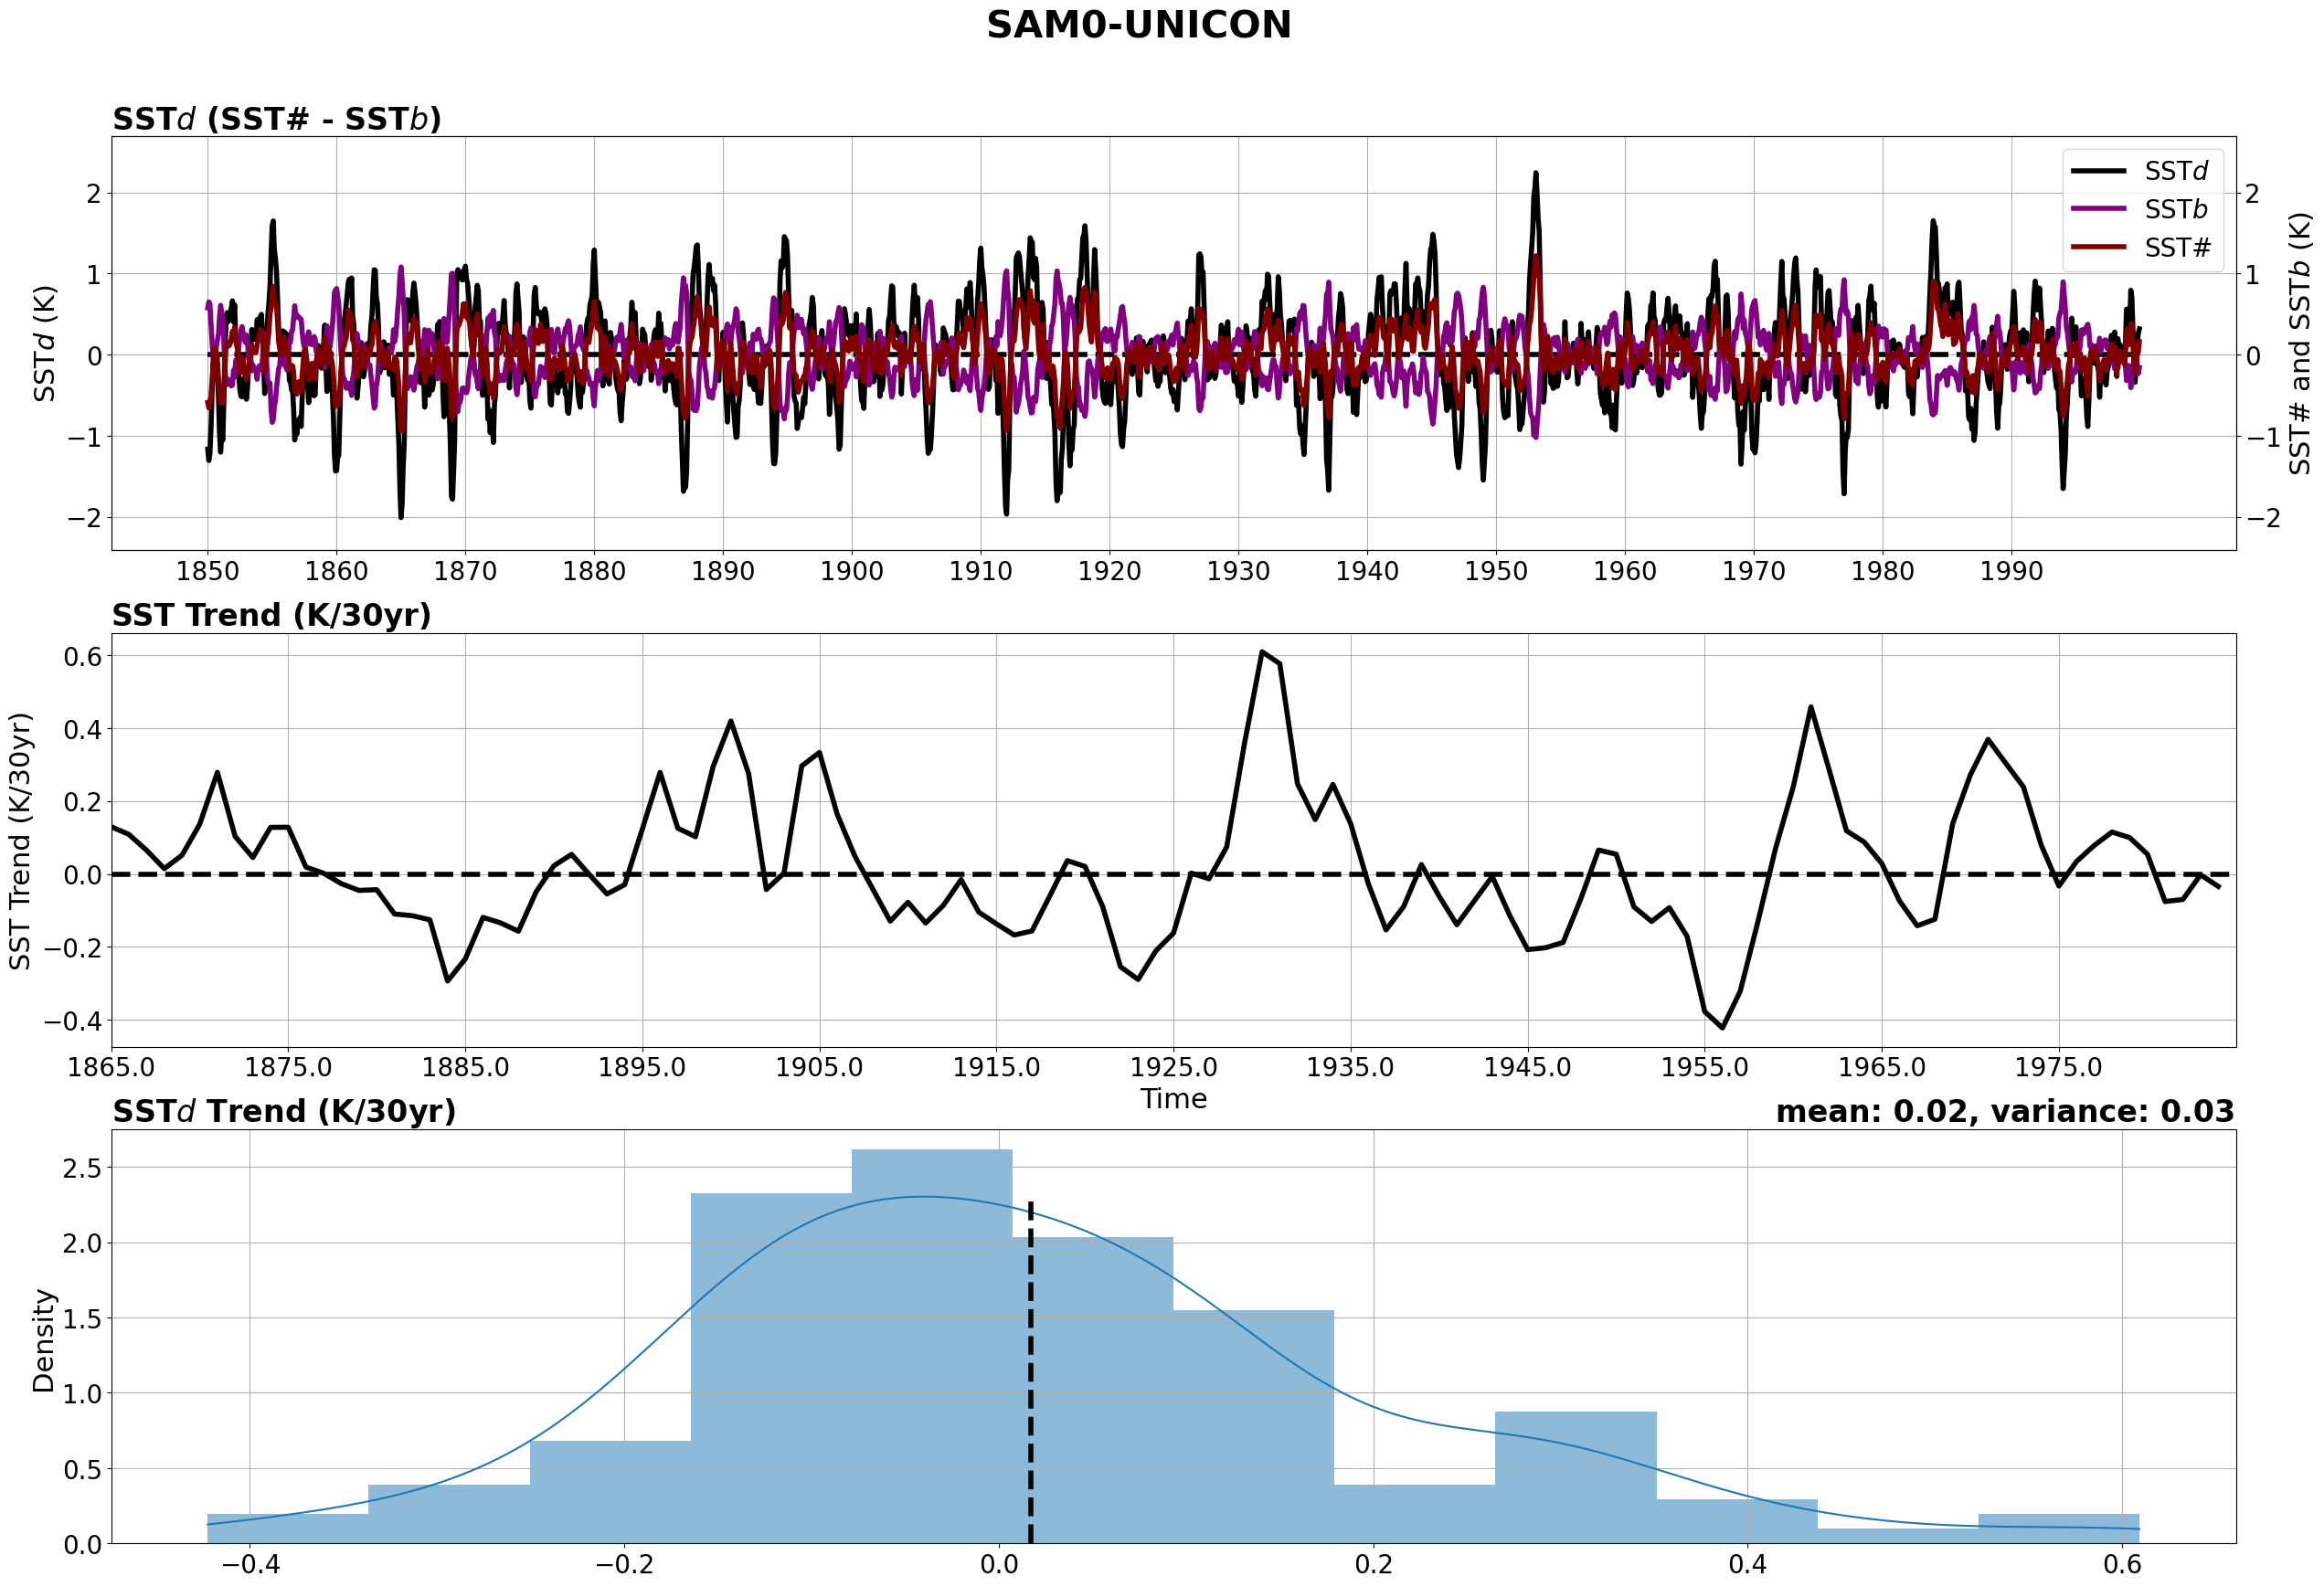 SAM0-UNICON
SSTd (SST# - SSTb)
SSTd (K)
2
1
0
−1
−2
SSTd
SSTb
SST#
2
1
0
−1
−2
SST# and SSTb (K)
1850 1860 1870 1880 1890 1900 1910 1920 1930 1940 1950 1960 1970 1980 1990
SST Trend (K/30yr)
SST Trend (K/30yr)
0.6
0.4
0.2
0.0
−0.2
−0.4
1865.0 1875.0 1885.0 1895.0 1905.0 1915.0 1925.0 1935.0 1945.0 1955.0 1965.0 1975.0
Time
SSTd Trend (K/30yr)
mean: 0.02, variance: 0.03
Density
2.5
2.0
1.5
1.0
0.5
0.0
−0.4 −0.2 0.0 0.2 0.4 0.6